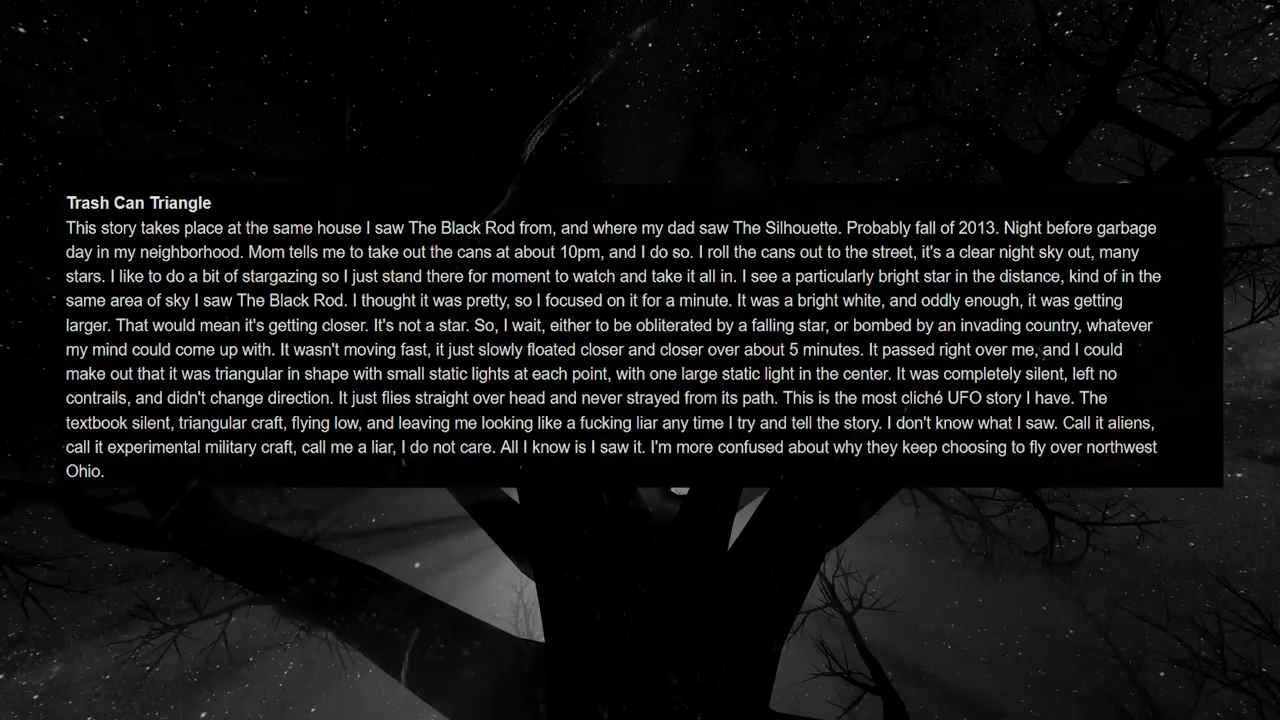 Trash Can Triangle
This story takes place at the same house I saw The Black Rod from, and where my dad saw The Silhouette. Probably fall of 2013. Night before garbage
day in my neighborhood. Mom tells me to take out the cans at about 10pm, and I do so. I roll the cans out to the street, it's a clear night sky out, many
stars. I like to do a bit of stargazing so I just stand there for moment to watch and take it all in. I see a particularly bright star in the distance, kind of in the
same area of sky I saw The Black Rod. I thought it was pretty, so I focused on it for a minute. It was a bright white, and oddly enough, it was getting
larger. That would mean it's getting closer. It's not a star. So, I wait, either to be obliterated by a falling star, or bombed by an invading country, whatever
my mind could come up with. It wasn't moving fast, it just slowly floated closer and closer over about 5 minutes. It passed right over me, and I could
make out that it was triangular in shape with small static lights at each point, with one large static light in the center. It was completely silent, left no
contrails, and didn't change direction. It just flies straight over head and never strayed from its path. This is the most cliché UFO story I have. The
textbook silent, triangular craft, flying low, and leaving me looking like a fucking liar any time I try and tell the story. I don't know what I saw. Call it aliens,
call it experimental military craft, call me a liar, I do not care. All I know is I saw it. I'm more confused about why they keep choosing to fly over northwest
Ohio.